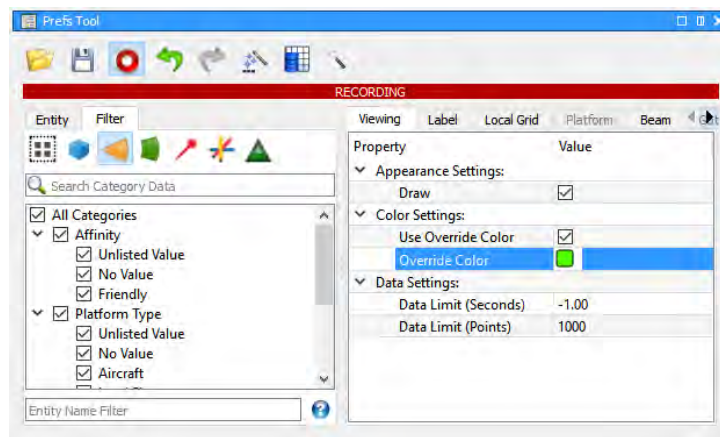 Prefs Tool
RECORDING
Entity Filter
Search Category Data
All Categories
Affinity
Unlisted Value
No Value
Friendly
Platform Type
Unlisted Value
No Value
Aircraft
Entity Name Filter
Viewing Label Local Grid Platform Beam
Property Value
Appearance Settings:
Draw
Color Settings:
Use Override Color
Override Color
Data Settings:
Data Limit (Seconds) -1.00
Data Limit (Points) 1000